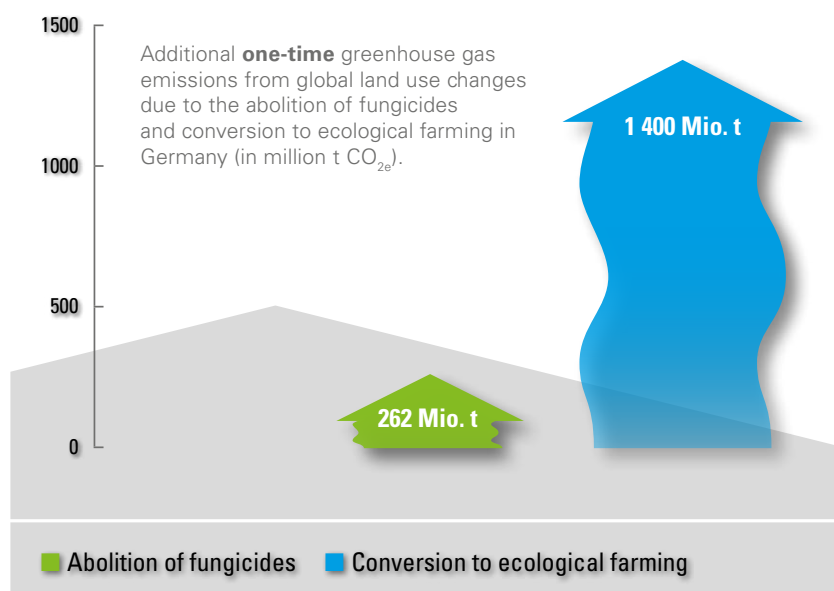 1500
Additional one-time greenhouse gas
emissions from global land use changes
due to the abolition of fungicides
and conversion to ecological farming in
Germany (in million t CO2e).
1 400 Mio. t
1000
500
262 Mio. t
0
Abolition of fungicides
Conversion to ecological farming